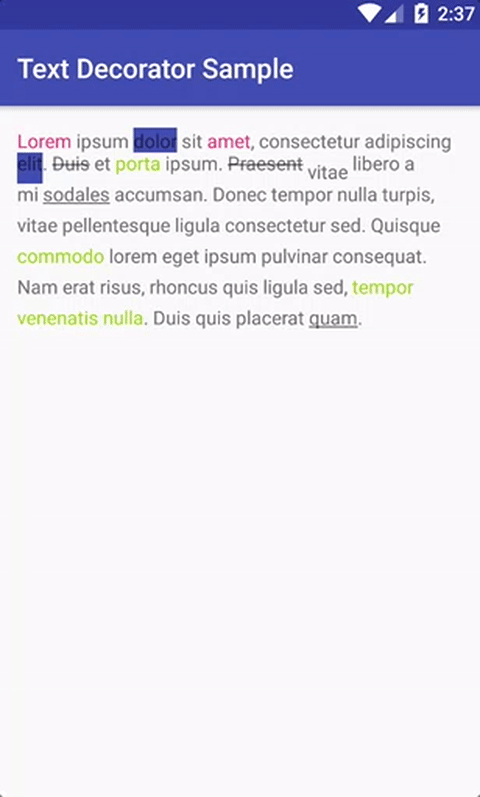 2:37
Text Decorator Sample
Lorem ipsum dolor sit amet, consectetur adipiscing
elit. Duis et porta ipsum. Praesent vitae libero a
mi sodales accumsan. Donec tempor nulla turpis,
vitae pellentesque ligula consectetur sed. Quisque
commodo lorem eget ipsum pulvinar consequat.
Nam erat risus, rhoncus quis ligula sed, tempor
venenatis nulla. Duis quis placerat quam.